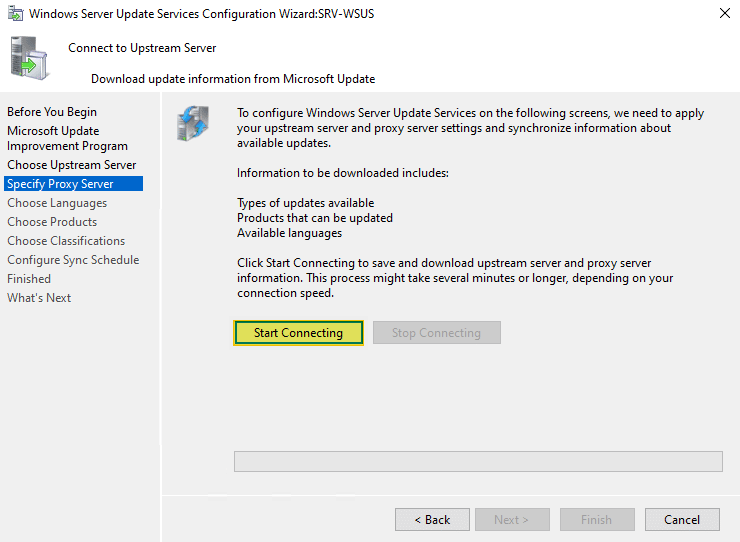 Windows Server Update Services Configuration Wizard:SRV-WSUS
Connect to Upstream Server
Download update information from Microsoft Update
Before You Begin
Microsoft Update
Improvement Program
Choose Upstream Server
Specify Proxy Server
Choose Languages
Choose Products
Choose Classifications
Configure Sync Schedule
Finished
What's Next
To configure Windows Server Update Services on the following screens, we need to apply
your upstream server and proxy server settings and synchronize information about
available updates.
Information to be downloaded includes:
Types of updates available
Products that can be updated
Available languages
Click Start Connecting to save and download upstream server and proxy server
information. This process might take several minutes or longer, depending on your
connection speed.
Start Connecting
Stop Connecting
< Back
Next >
Finish
Cancel